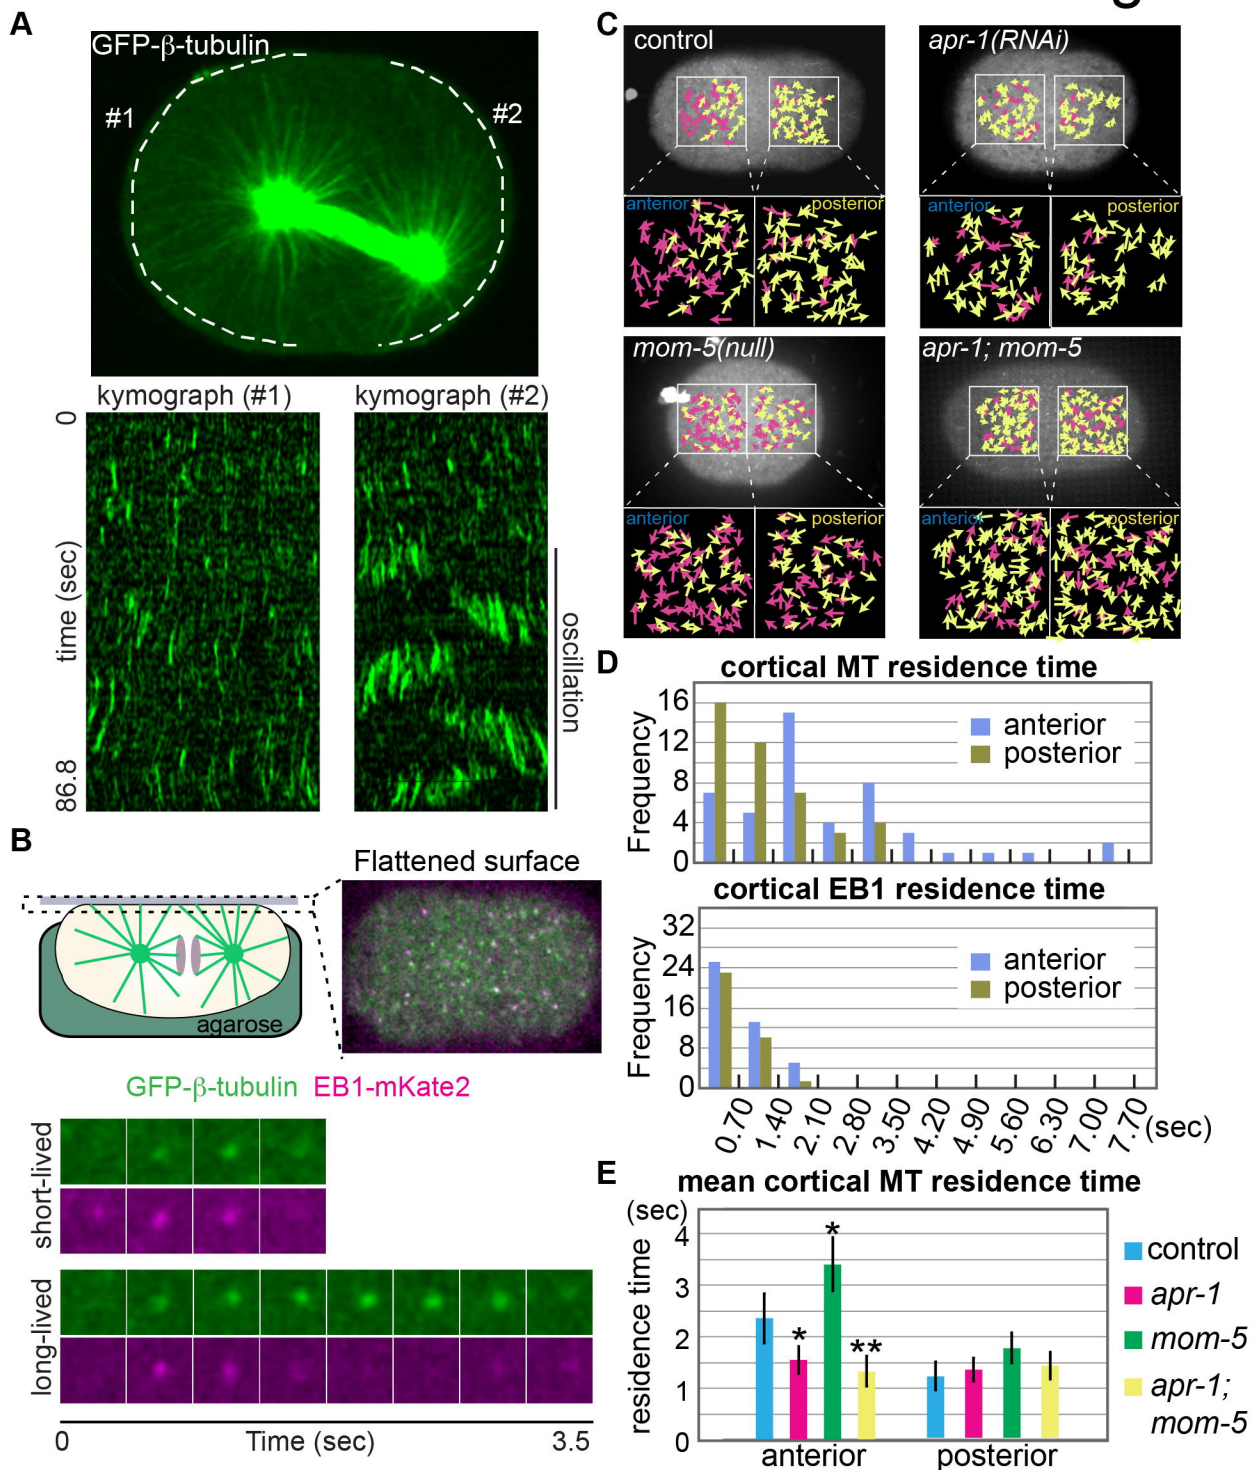 A
GFP-β-tubulin
#1
#2
kymograph (#1)
kymograph (#2)
0
time (sec)
86.8
oscillation
B
Flattened surface
agarose
GFP-β-tubulin EB1-mKate2
short-lived
long-lived
0
Time (sec)
3.5
C
control
apr-1(RNAi)
anterior
posterior
anterior
posterior
mom-5(null)
apr-1; mom-5
anterior
posterior
anterior
posterior
D
cortical MT residence time
Frequency
16
12
8
4
0
anterior
posterior
cortical EB1 residence time
Frequency
32
24
16
8
0
anterior
posterior
0.70
1.40
2.10
2.80
3.50
4.20
4.90
5.60
6.30
7.00
7.70
(sec)
E
mean cortical MT residence time
(sec)
residence time
4
3
2
1
0
*
*
**
anterior
posterior
control
apr-1
mom-5
apr-1;
mom-5